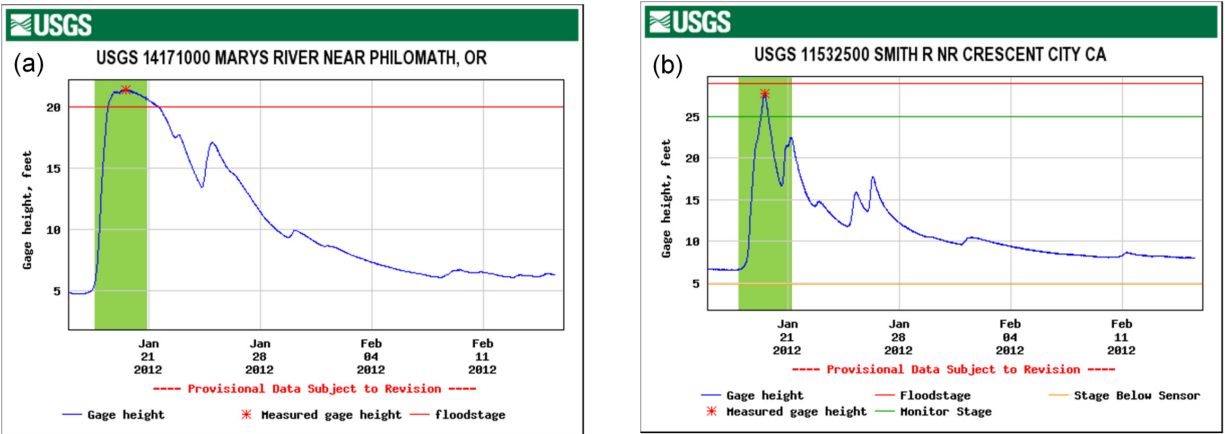 USGS
USGS 14171000 MARYS RIVER NEAR PHILOMATH, OR
(a)
Gage height, feet
20
15
10
5
Jan 21 2012
Jan 28 2012
Feb 04 2012
Feb 11 2012
---- Provisional Data Subject to Revision ----
Gage height
Measured gage height
floodstage
USGS
USGS 11532500 SMITH R NR CRESCENT CITY CA
(b)
Gage height, feet
25
20
15
10
5
Jan 21 2012
Jan 28 2012
Feb 04 2012
Feb 11 2012
---- Provisional Data Subject to Revision ----
Gage height
Floodstage
Stage Below Sensor
Measured gage height
Monitor Stage